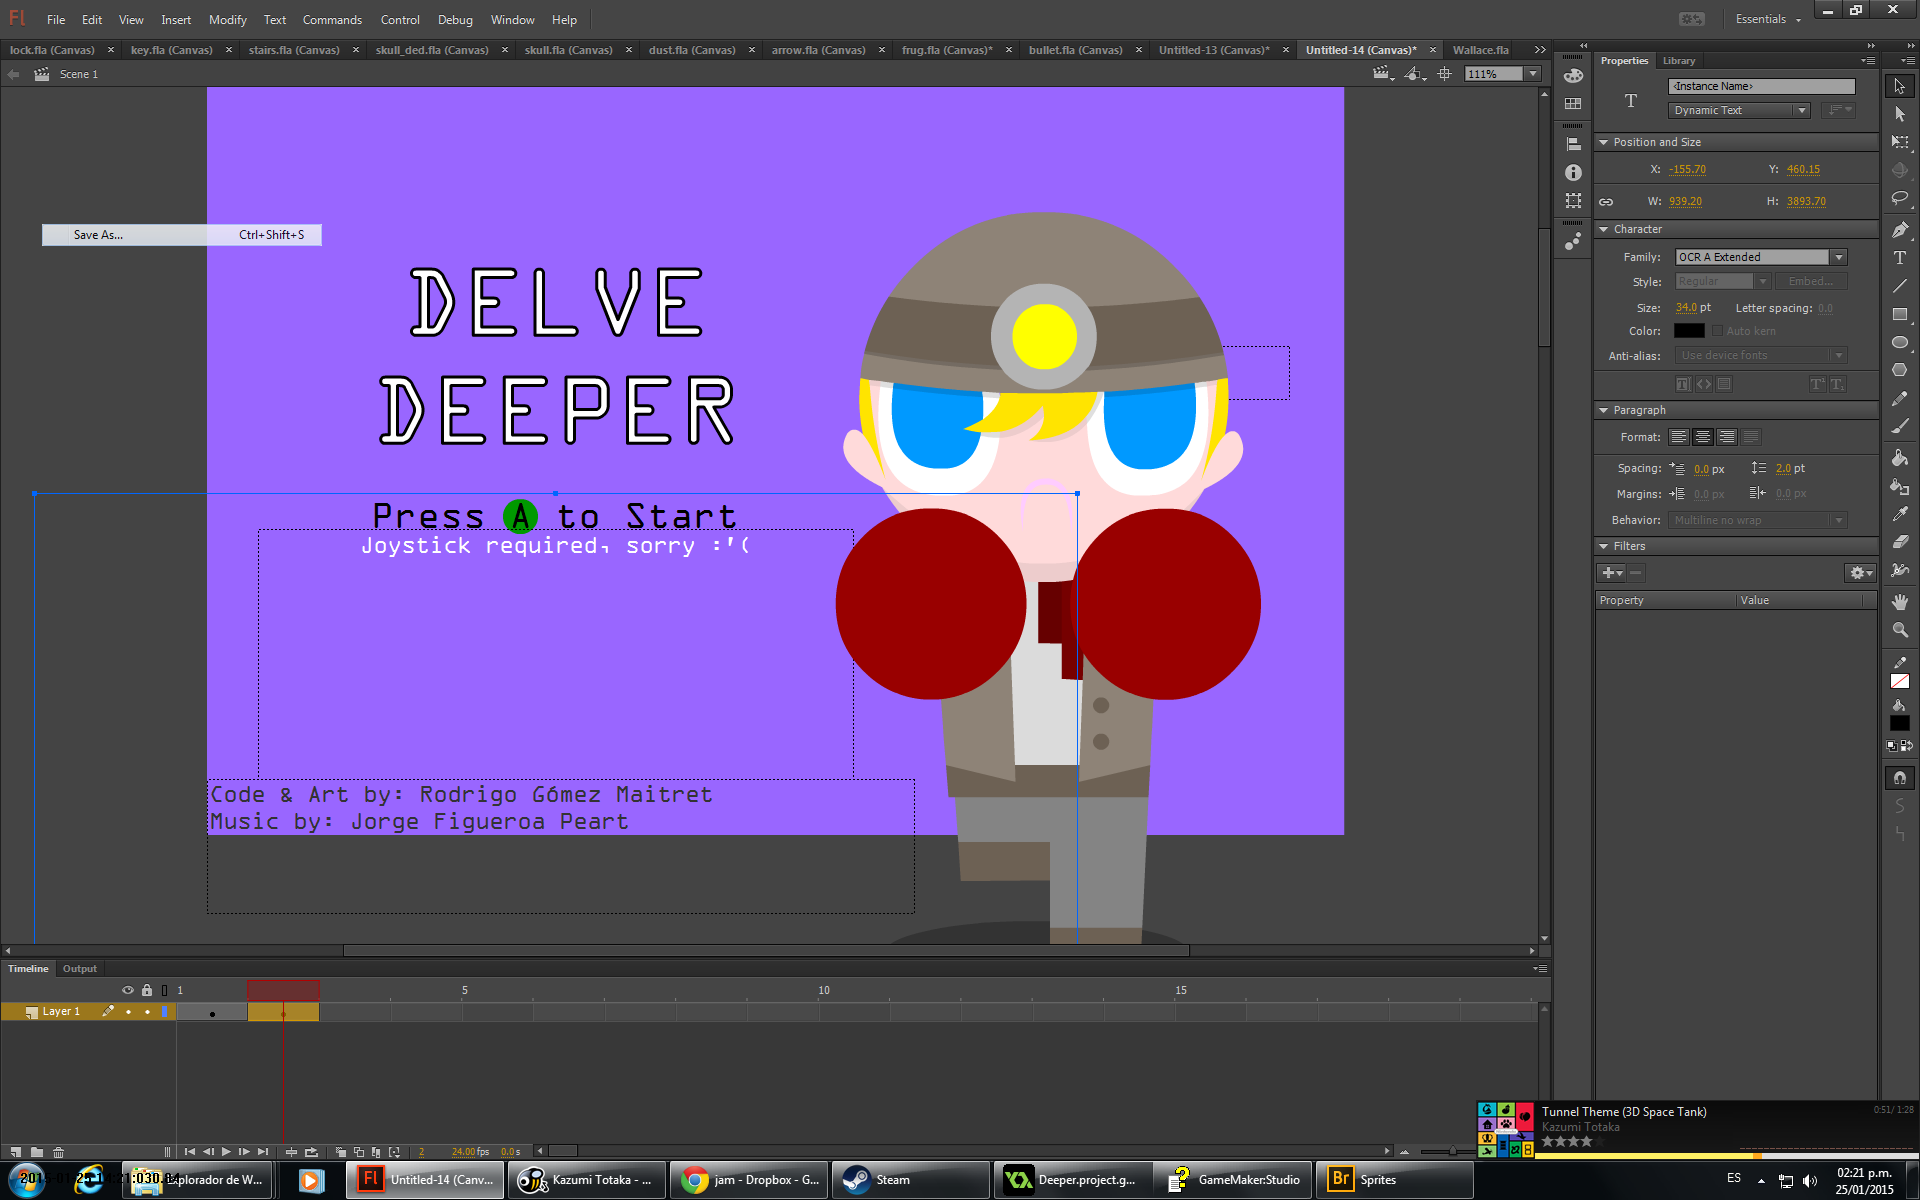 Fl File Edit View Insert Modify Text Commands Control Debug Window Help Essentials
lock.fla (Canvas) × key.fla (Canvas) × stairs.fla (Canvas) × skull_ded.fla (Canvas) × skull.fla (Canvas) × dust.fla (Canvas) × arrow.fla (Canvas) × frug.fla (Canvas)* × bullet.fla (Canvas) × Untitled-13 (Canvas)* × Untitled-14 (Canvas)* × Wallace.fla
Scene 1 111%
Save As... Ctrl+Shift+S
DELVE
DEEPER
Press A to Start
Joystick required, sorry :'(
Code & Art by: Rodrigo Gómez Maitret
Music by: Jorge Figueroa Peart
Properties Library
T <Instance Name>
Dynamic Text
Position and Size
X: -155.70 Y: 460.15
W: 939.20 H: 3893.70
Character
Family: OCR A Extended
Style: Regular Embed...
Size: 34.0 pt Letter spacing: 0.0
Color: Auto kern
Anti-alias: Use device fonts
Paragraph
Format:
Spacing: 0.0 px 2.0 pt
Margins: 0.0 px 0.0 px
Behavior: Multiline no wrap
Filters
Property Value
Timeline Output
1 5 10 15
Layer 1
2 24.00 fps 0.0 s
Tunnel Theme (3D Space Tank) 0:51/ 1:28
Kazumi Totaka
Explorador de W... Fl Untitled-14 (Canv... Kazumi Totaka - ... jam - Dropbox - G... Steam Deeper.project.g... GameMaker:Studio Br Sprites ES 02:21 p.m.
25/01/2015